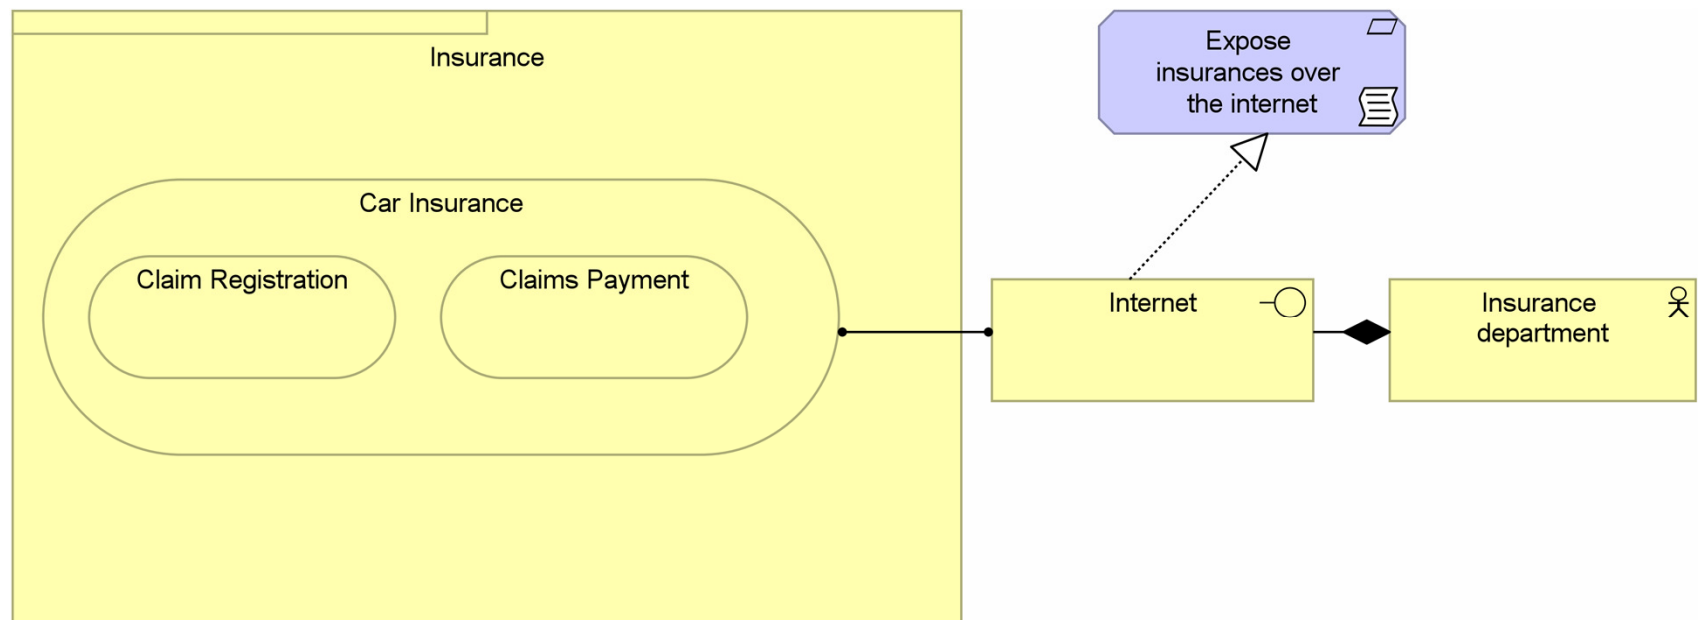 Insurance
Car Insurance
Claim Registration
Claims Payment
Expose
insurances over
the internet
Internet
Insurance
department